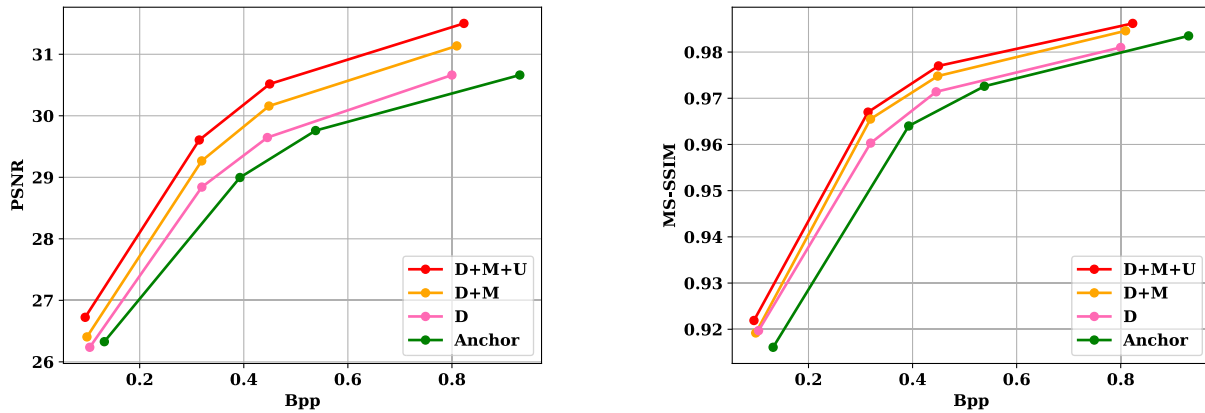 31
30
29
28
27
26
PSNR
0.2 0.4 0.6 0.8
Bpp
D+M+U
D+M
D
Anchor
0.98
0.97
0.96
0.95
0.94
0.93
0.92
MS-SSIM
0.2 0.4 0.6 0.8
Bpp
D+M+U
D+M
D
Anchor